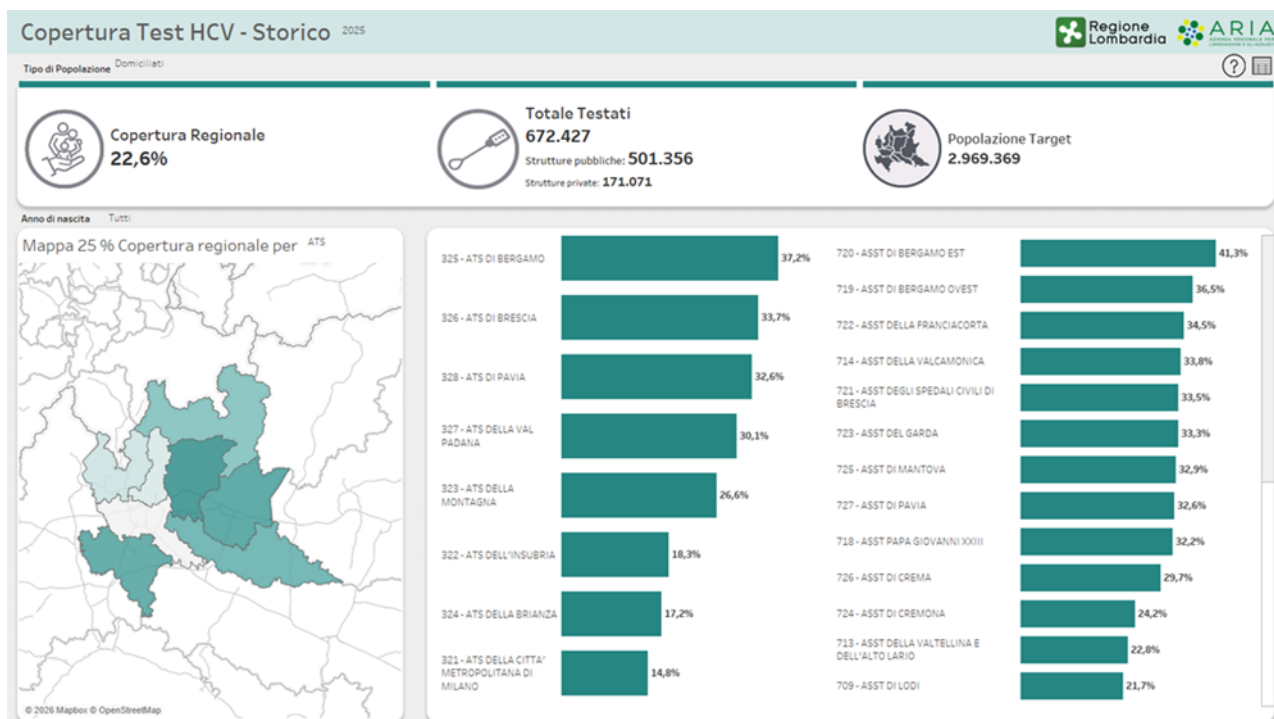 Copertura Test HCV - Storico 2025
Regione
Lombardia
ARIA
Tipo di Popolazione Domiciliati
?
Copertura Regionale
22,6%
Totale Testati
672.427
Strutture pubbliche: 501.356
Strutture private: 171.071
Popolazione Target
2.969.369
Anno di nascita Tutti
Mappa 25 % Copertura regionale per ATS
© 2026 Mapbox © OpenStreetMap
325 - ATS DI BERGAMO 37,2%
326 - ATS DI BRESCIA 33,7%
328 - ATS DI PAVIA 32,6%
327 - ATS DELLA VAL
PADANA 30,1%
323 - ATS DELLA
MONTAGNA 26,6%
322 - ATS DELL'INSUBRIA 18,3%
324 - ATS DELLA BRIANZA 17,2%
321 - ATS DELLA CITTA'
METROPOLITANA DI
MILANO 14,8%
720 - ASST DI BERGAMO EST 41,3%
719 - ASST DI BERGAMO OVEST 36,5%
722 - ASST DELLA FRANCIACORTA 34,5%
714 - ASST DELLA VALCAMONICA 33,8%
721 - ASST DEGLI SPEDALI CIVILI DI
BRESCIA 33,5%
723 - ASST DEL GARDA 33,3%
725 - ASST DI MANTOVA 32,9%
727 - ASST DI PAVIA 32,6%
718 - ASST PAPA GIOVANNI XXIII 32,2%
726 - ASST DI CREMA 29,7%
724 - ASST DI CREMONA 24,2%
713 - ASST DELLA VALTELLINA E
DELL'ALTO LARIO 22,8%
709 - ASST DI LODI 21,7%